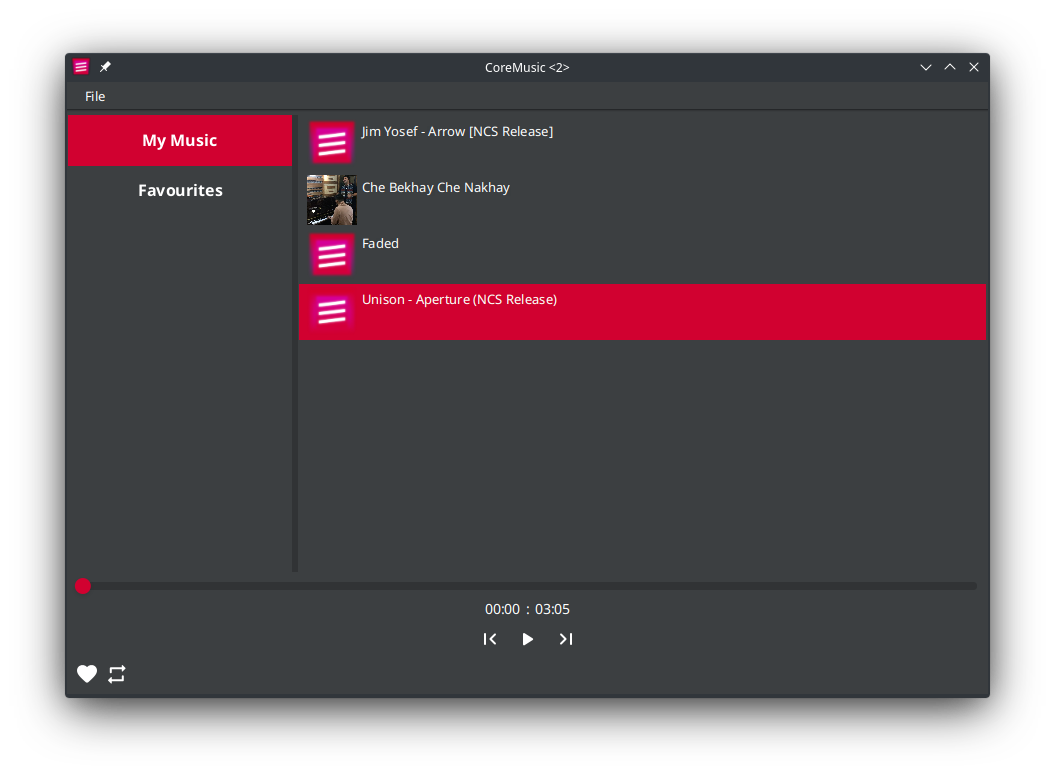 CoreMusic <2>
File
My Music
Favourites
Jim Yosef - Arrow [NCS Release]
Che Bekhay Che Nakhay
Faded
Unison - Aperture (NCS Release)
00:00 : 03:05